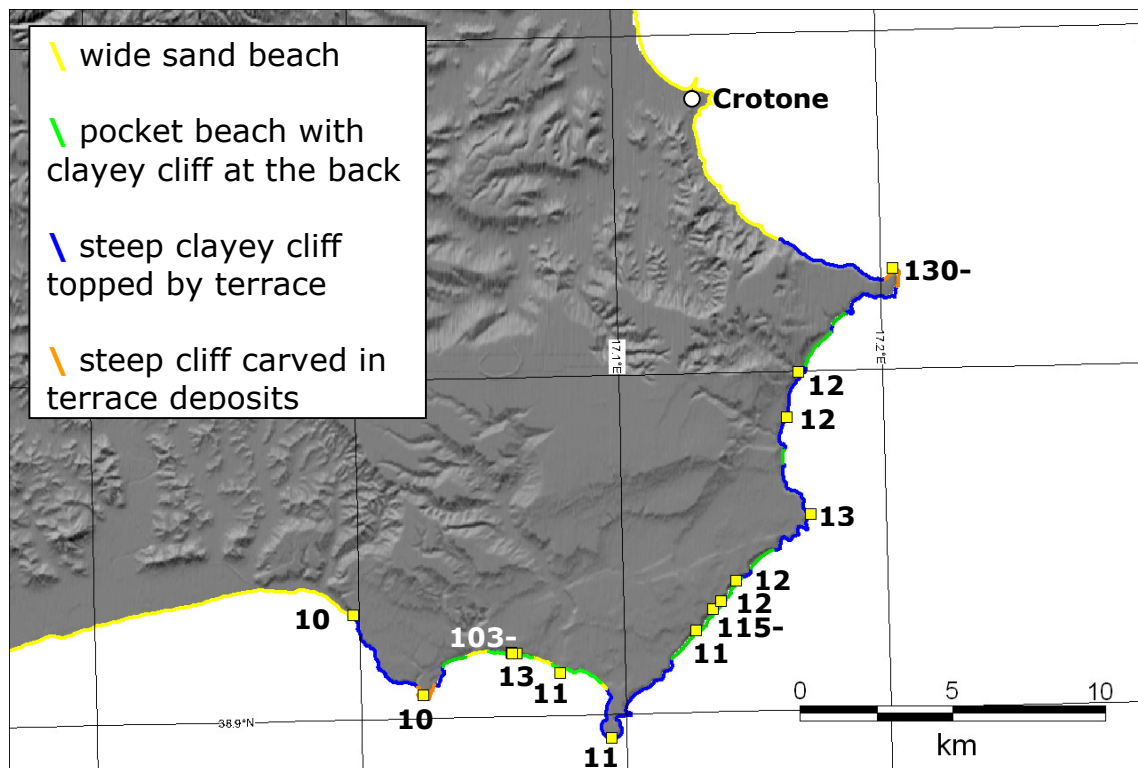 \ wide sand beach
\ pocket beach with
clayey cliff at the back
\ steep clayey cliff
topped by terrace
\ steep cliff carved in
terrace deposits
Crotone
130-
17.1°E
17.2°E
12
12
13
12
12
115-
11
10
103-
13
11
10
11
38.9°N
0 5 10
km